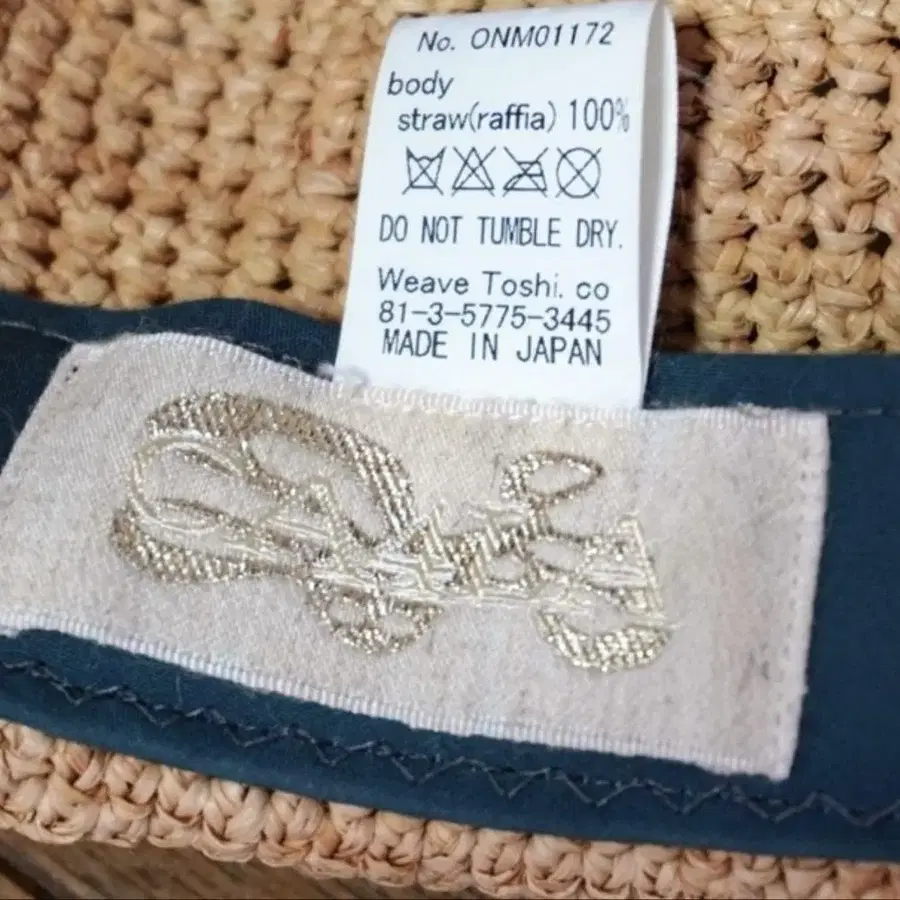 No. ONM01172
body
straw(raffia) 100%
DO NOT TUMBLE DRY.
Weave Toshi. co
81-3-5775-3445
MADE IN JAPAN